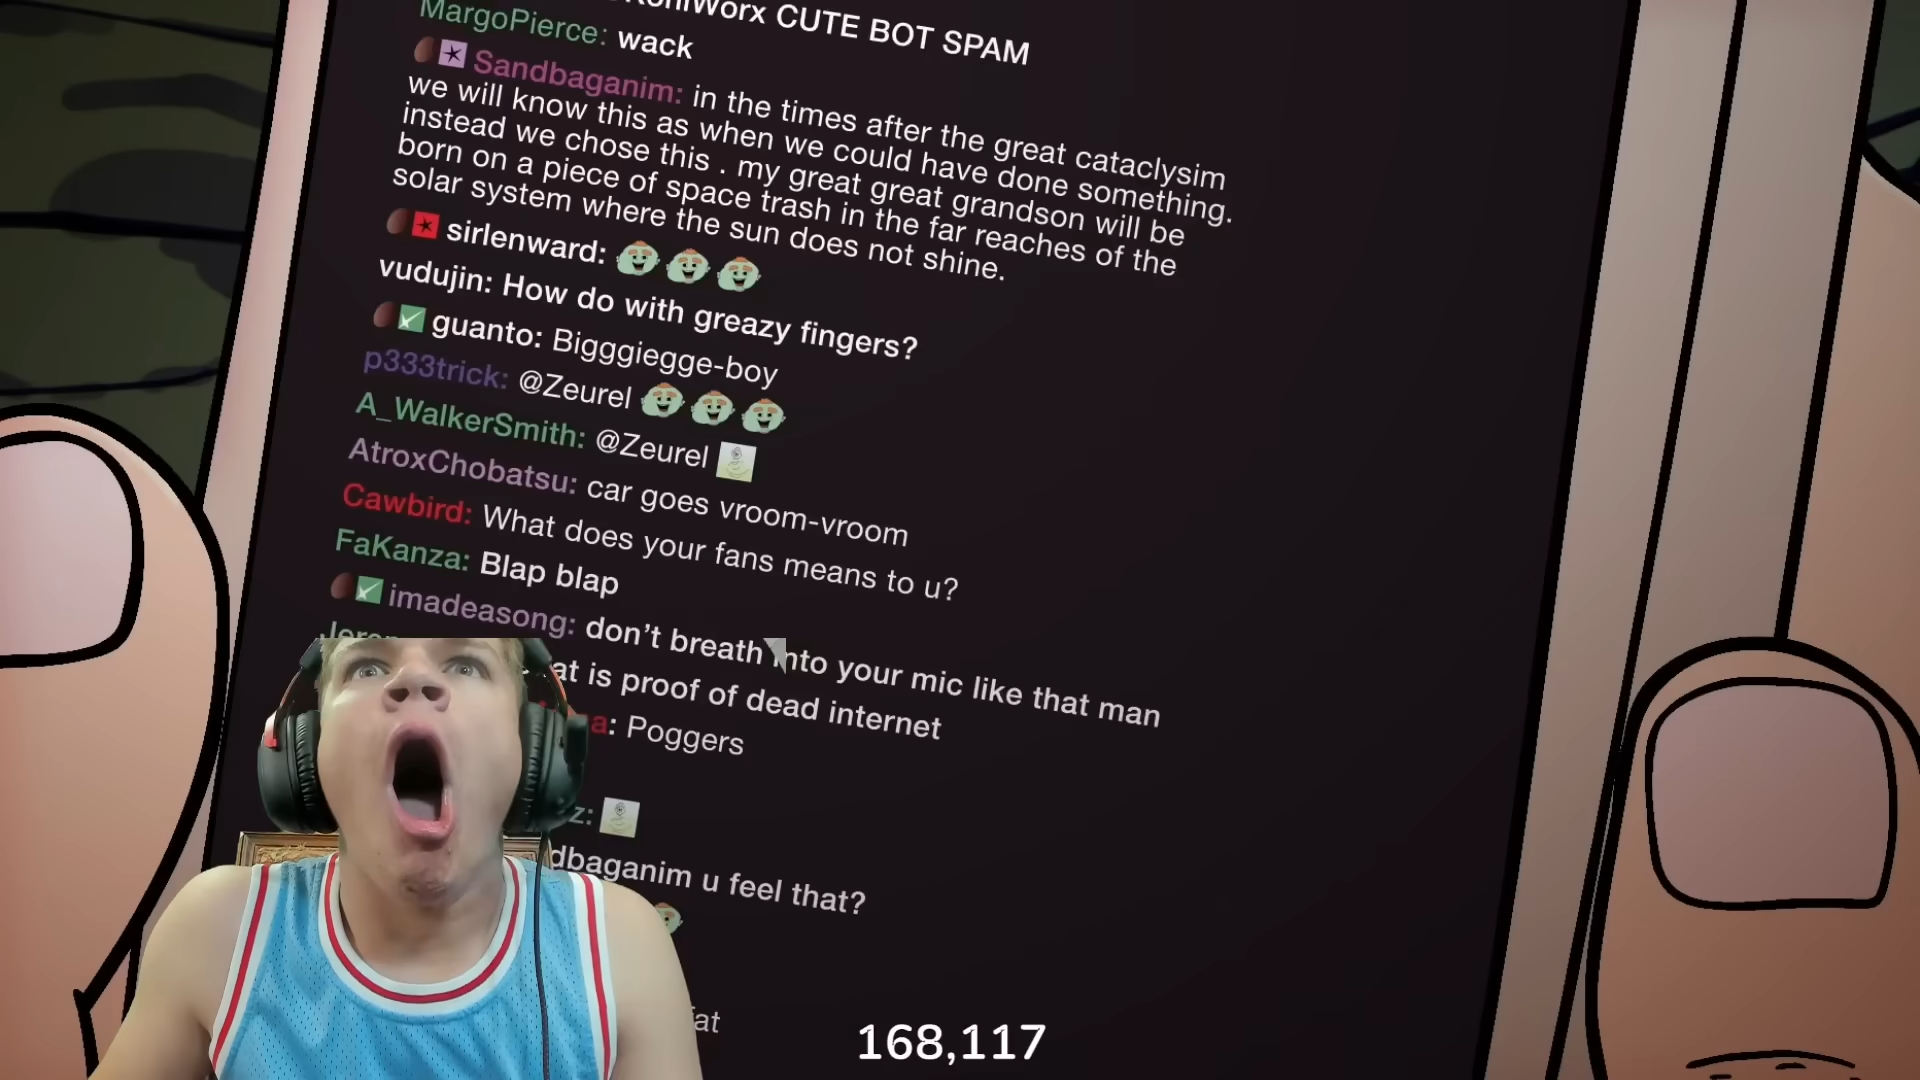 CUTE BOT SPAM
MargoPierce: wack
Sandbaganim: in the times after the great cataclysim
we will know this as when we could have done something.
instead we chose this . my great great grandson will be
born on a piece of space trash in the far reaches of the
solar system where the sun does not shine.
sirlenward:
vudujin: How do with greazy fingers?
guanto: Bigggiegge-boy
p333trick: @Zeurel
A_WalkerSmith: @Zeurel
AtroxChobatsu: car goes vroom-vroom
Cawbird: What does your fans means to u?
FaKanza: Blap blap
imadeasong: don't breath into your mic like that man
is proof of dead internet
a: Poggers
z:
dbaganim u feel that?
168,117